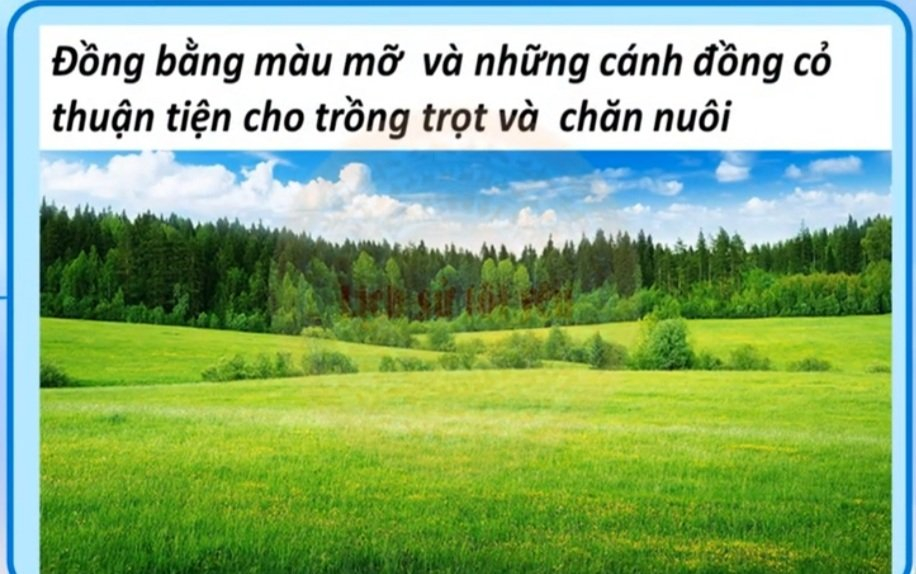 Đồng bằng màu mỡ và những cánh đồng cỏ
thuận tiện cho trồng trọt và chăn nuôi